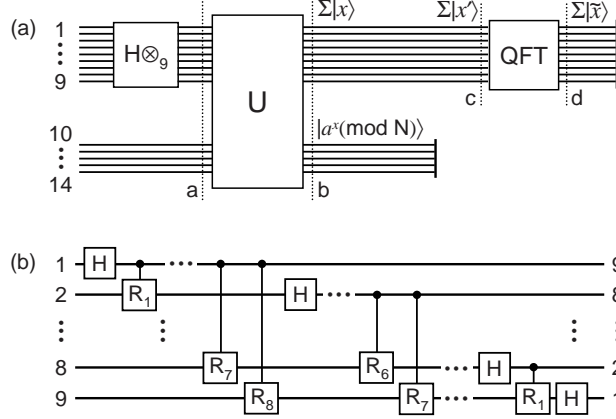 (a)
1
9
H⊗9
U
Σ|x⟩
Σ|x'⟩
QFT
Σ|x̃⟩
c
d
10
14
|aˣ(mod N)⟩
a
b
(b)
1
H
9
2
R₁
H
8
8
R₇
R₆
H
2
9
R₈
R₇
R₁
H